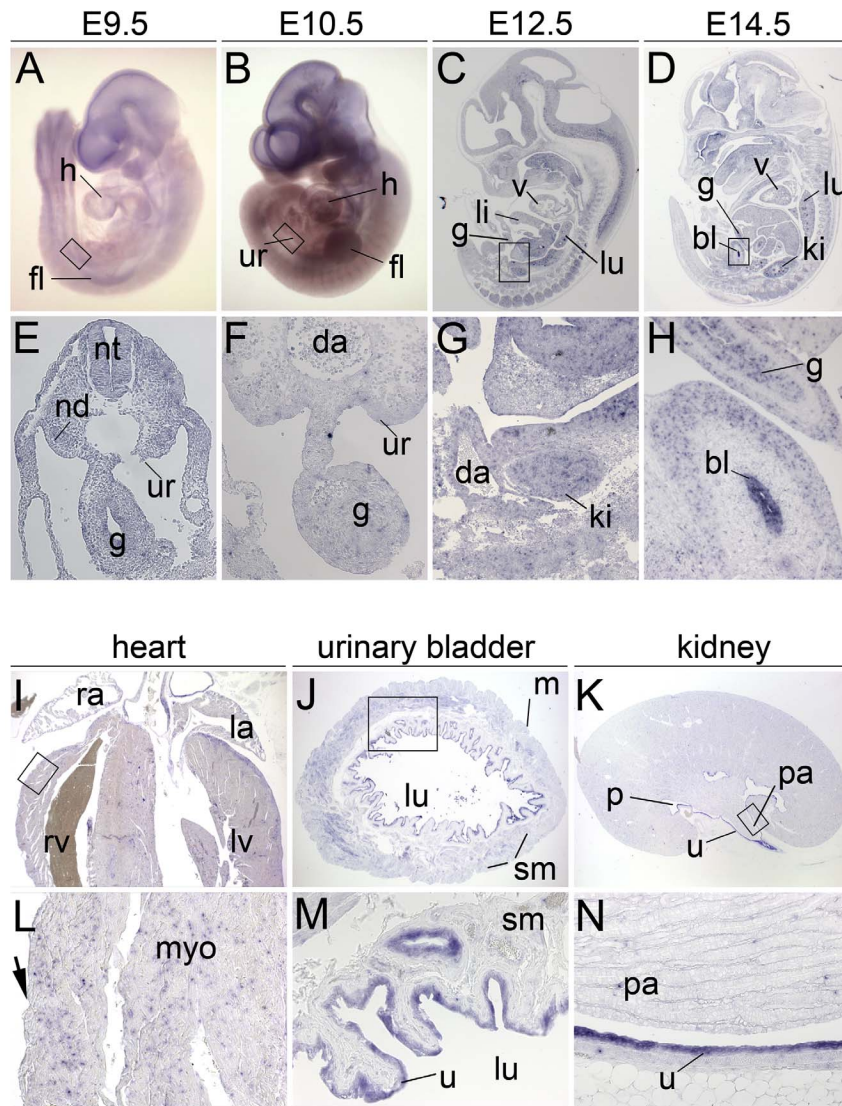 E9.5 E10.5 E12.5 E14.5
A B C D
h h v v
g lu
li g
ur g bl
fl fl lu ki
E F G H
nt da g
nd ur bl
ur da
g g ki
heart urinary bladder kidney
I J K
ra m
la
lu p pa
rv lv u
sm
L M N
sm
myo
pa
u lu u